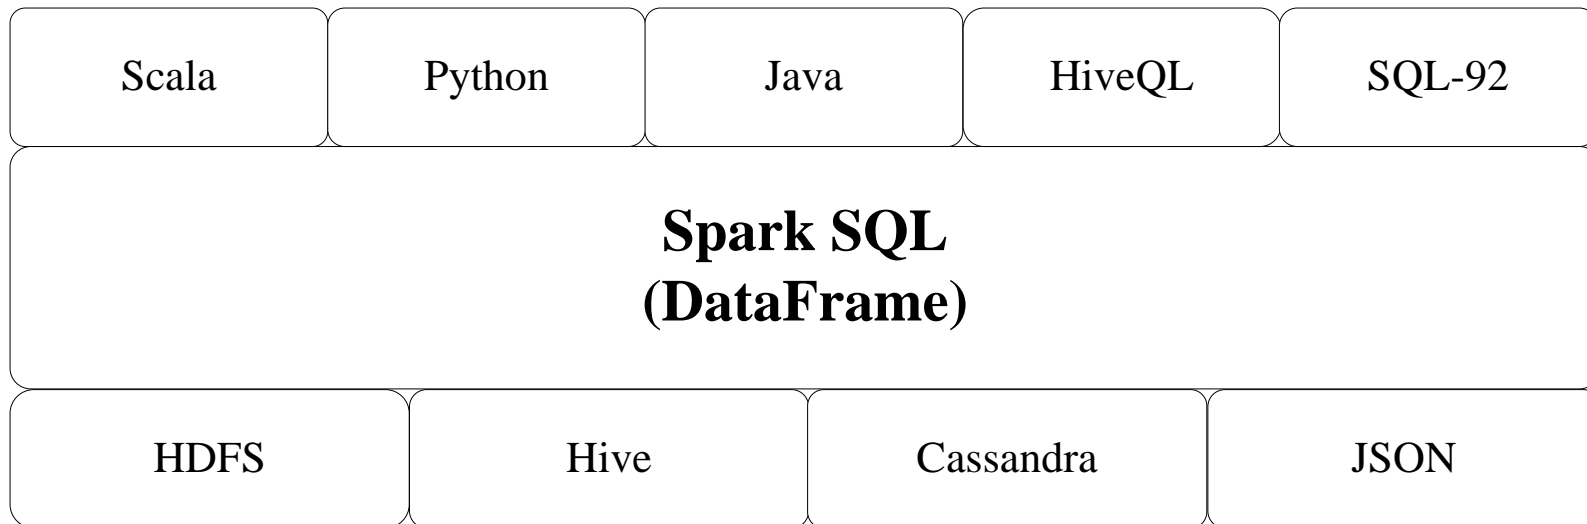 Scala Python Java HiveQL SQL-92
Spark SQL
(DataFrame)
HDFS Hive Cassandra JSON